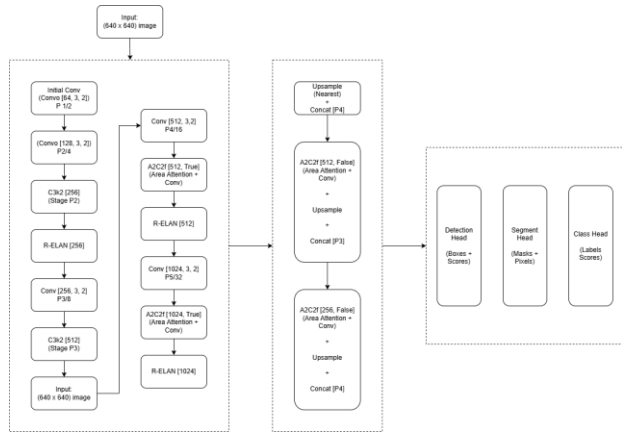 Input:
(640 x 640) image
Initial Conv
(Convo [64, 3, 2])
P 1/2
(Convo [128, 3, 2])
P2/4
C3k2 [256]
(Stage P2)
R-ELAN [256]
Conv [256, 3, 2]
P3/8
C3k2 [512]
(Stage P3)
Input:
(640 x 640) image
Conv [512, 3,2]
P4/16
A2C2f [512, True]
(Area Attention +
Conv)
R-ELAN [512]
Conv [1024, 3, 2]
P5/32
A2C2f [1024, True]
(Area Attention +
Conv)
R-ELAN [1024]
Upsample
(Nearest)
+
Concat [P4]
A2C2f [512, False]
(Area Attention +
Conv)
+
Upsample
+
Concat [P3]
A2C2f [256, False]
(Area Attention +
Conv)
+
Upsample
+
Concat [P4]
Detection
Head
(Boxes +
Scores)
Segment
Head
(Masks +
Pixels)
Class Head
(Labels
Scores)